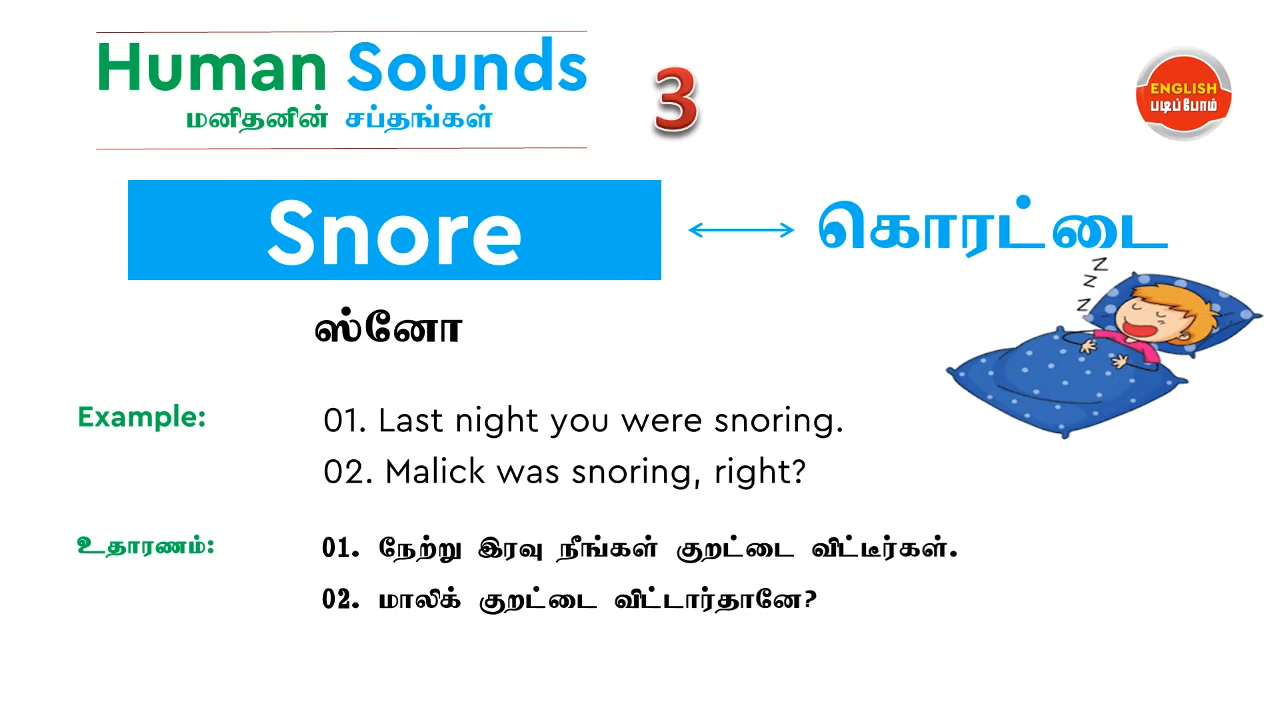 Human Sounds
மனிதனின் சப்தங்கள்
3
ENGLISH
படிப்போம்
Snore
கொரட்டை
ஸ்னோ
z
z
z
Example:
01. Last night you were snoring.
02. Malick was snoring, right?
உதாரணம்:
01. நேற்று இரவு நீங்கள் குறட்டை விட்டீர்கள்.
02. மாலிக் குறட்டை விட்டார்தானே?